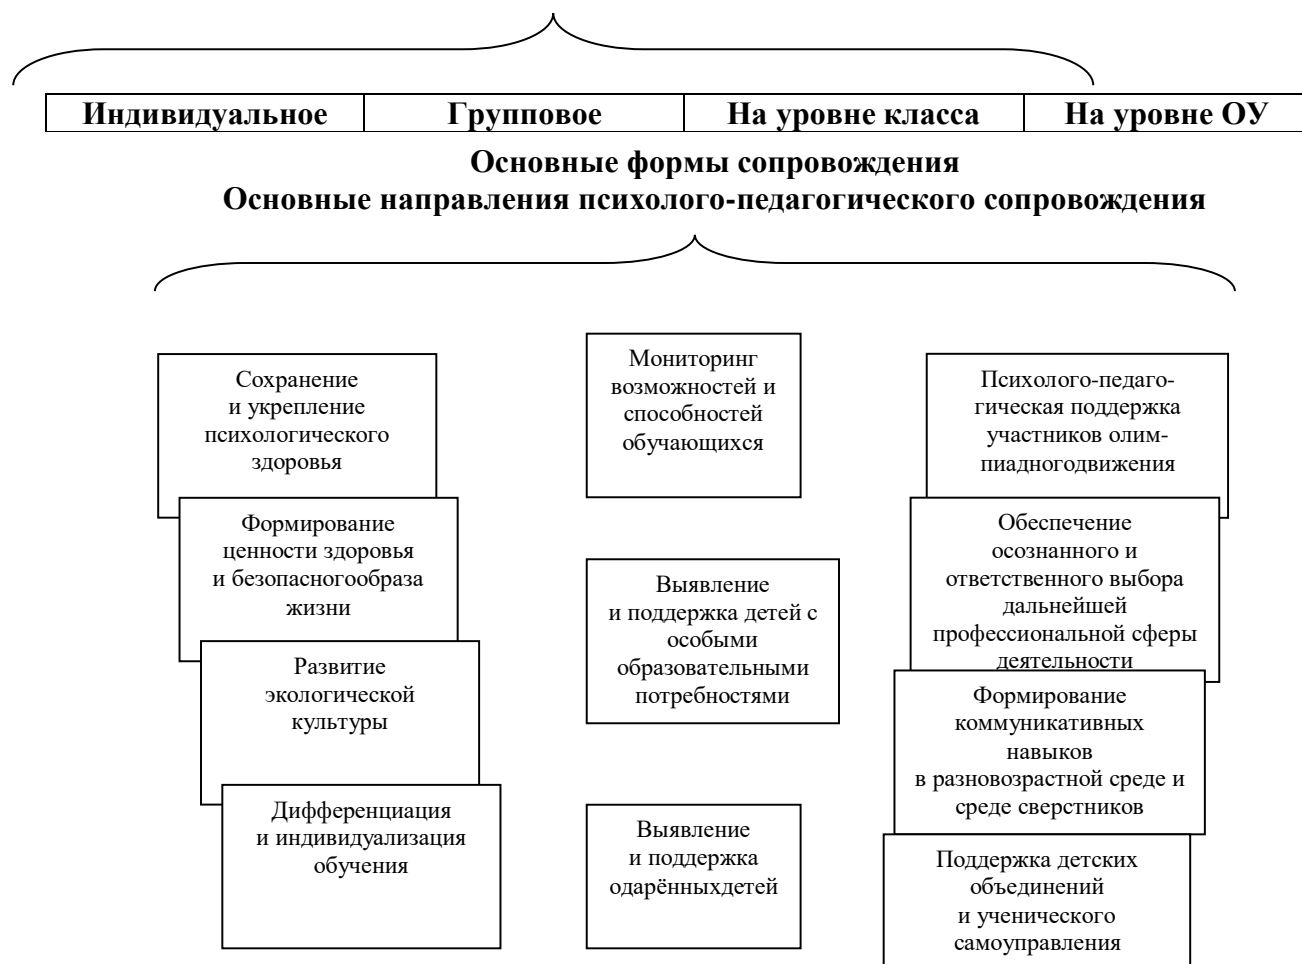 Индивидуальное
Групповое
На уровне класса
На уровне ОУ
Основные формы сопровождения
Основные направления психолого-педагогического сопровождения
Сохранение
и укрепление
психологического
здоровья
Формирование
ценности здоровья
и безопасногообраза
жизни
Развитие
экологической
культуры
Дифференциация
и индивидуализация
обучения
Мониторинг
возможностей и
способностей
обучающихся
Выявление
и поддержка детей с
особыми
образовательными
потребностями
Выявление
и поддержка
одарённыхдетей
Психолого-педаго-
гическая поддержка
участников олим-
пиадногодвижения
Обеспечение
осознанного и
ответственного выбора
дальнейшей
профессиональной сферы
деятельности
Формирование
коммуникативных
навыков
в разновозрастной среде и
среде сверстников
Поддержка детских
объединений
и ученического
самоуправления